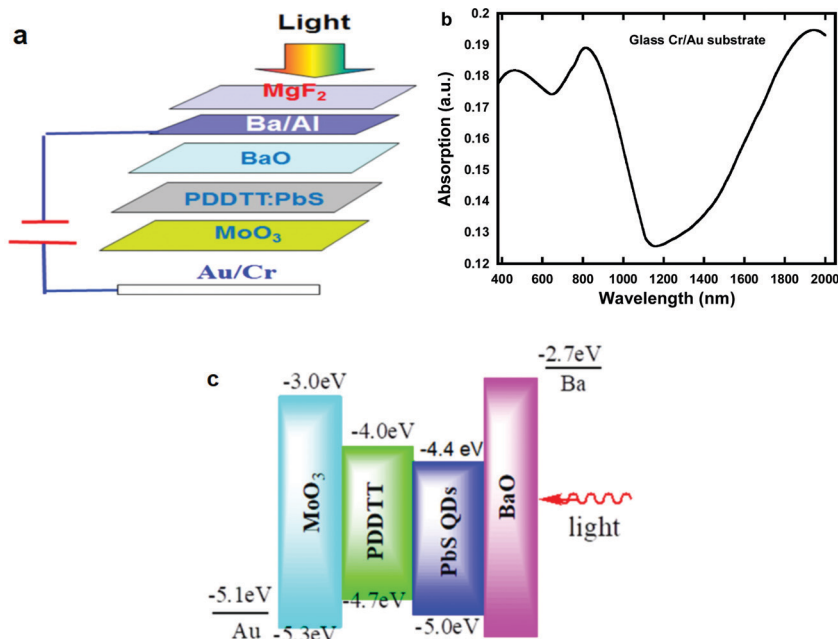 a
Light
MgF₂
Ba/Al
BaO
PDDTT:PbS
MoO₃
Au/Cr
b
0.2
0.19
0.18
0.17
0.16
0.15
0.14
0.13
0.12
Absorption (a.u.)
Glass Cr/Au substrate
400 600 800 1000 1200 1400 1600 1800 2000
Wavelength (nm)
c
-2.7eV
Ba
-3.0eV
-4.0eV
-4.4 eV
MoO₃
PDDTT
PbS QDs
BaO
light
-5.1eV
Au
-5.3eV
-4.7eV
-5.0eV